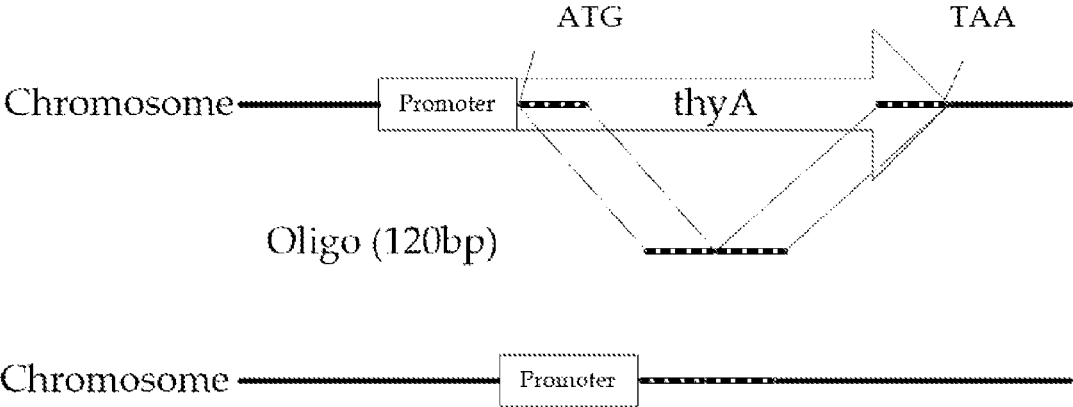 ATG
TAA
Chromosome
Promoter
thyA
Oligo (120bp)
Chromosome
Promoter